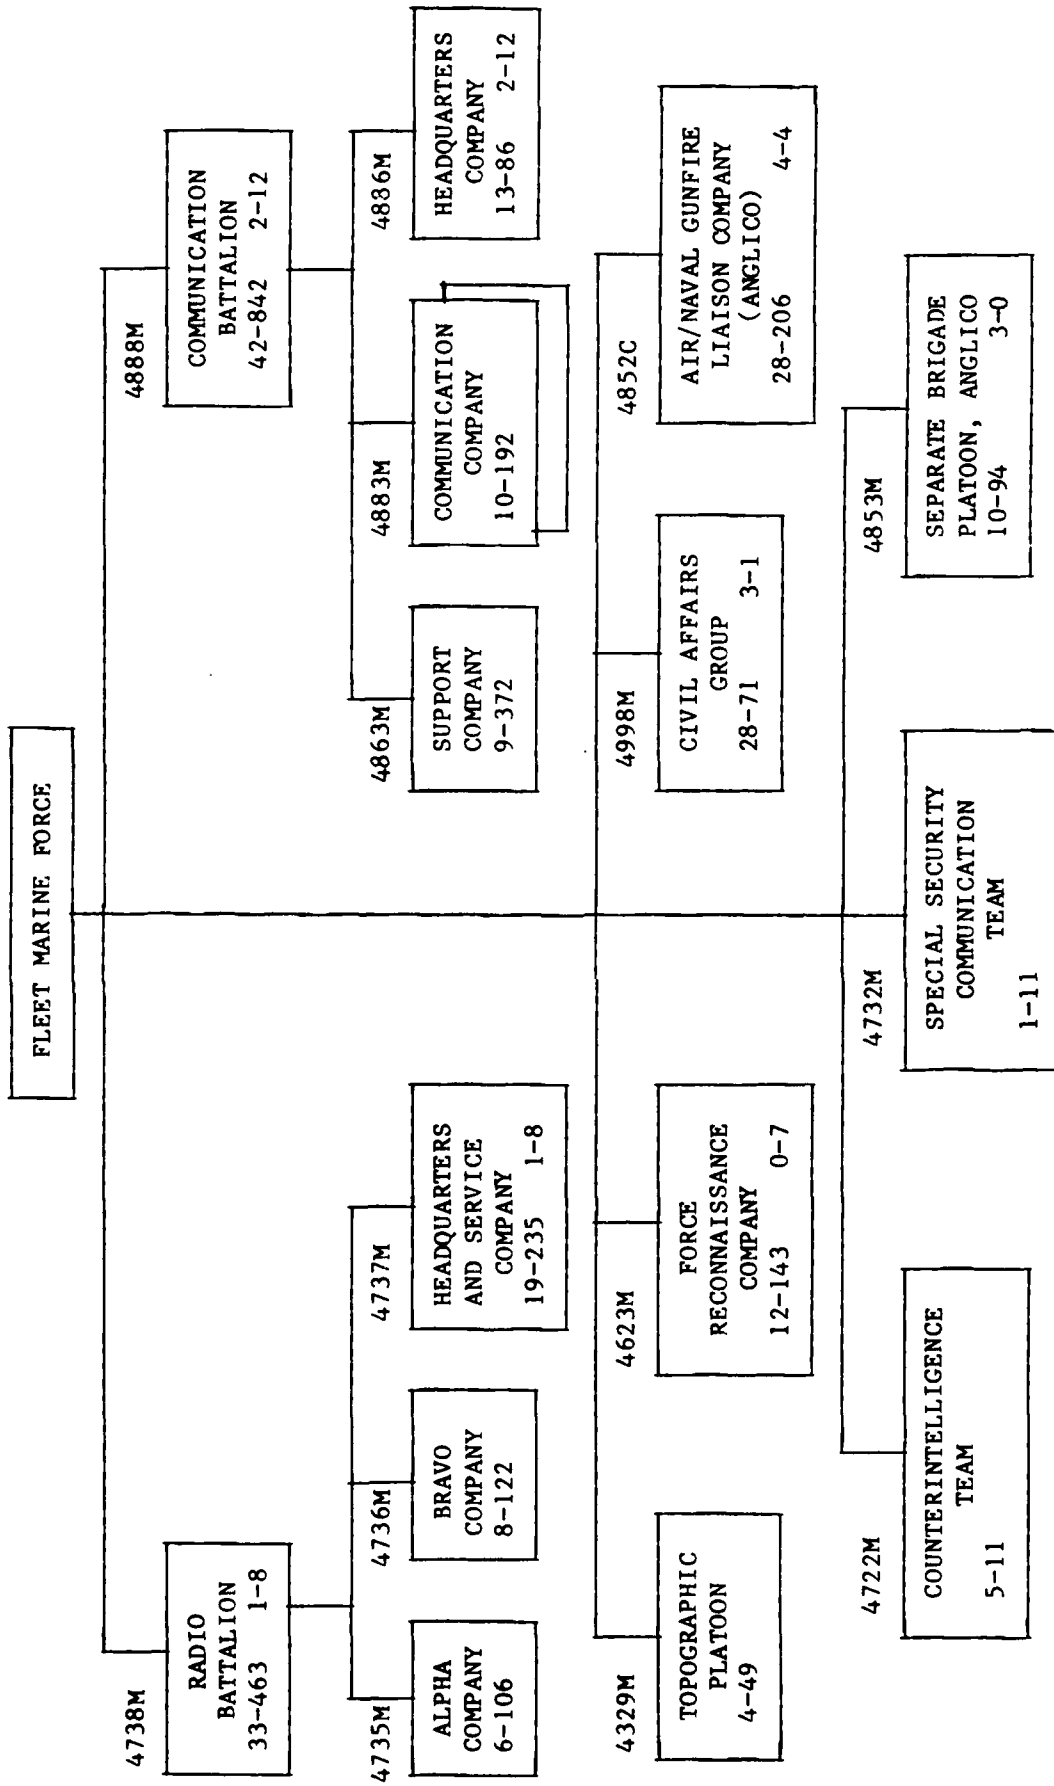 FLEET MARINE FORCE
4738M
RADIO
BATTALION
33-463 1-8
4888M
COMMUNICATION
BATTALION
42-842 2-12
4735M
ALPHA
COMPANY
6-106
4736M
BRAVO
COMPANY
8-122
4737M
HEADQUARTERS
AND SERVICE
COMPANY
19-235 1-8
4863M
SUPPORT
COMPANY
9-372
4883M
COMMUNICATION
COMPANY
10-192
4886M
HEADQUARTERS
COMPANY
13-86 2-12
4329M
TOPOGRAPHIC
PLATOON
4-49
4623M
FORCE
RECONNAISSANCE
COMPANY
12-143 0-7
4998M
CIVIL AFFAIRS
GROUP
28-71 3-1
4852C
AIR/NAVAL GUNFIRE
LIAISON COMPANY
(ANGLICO)
28-206 4-4
4722M
COUNTERINTELLIGENCE
TEAM
5-11
4732M
SPECIAL SECURITY
COMMUNICATION
TEAM
1-11
4853M
SEPARATE BRIGADE
PLATOON, ANGLICO
10-94 3-0